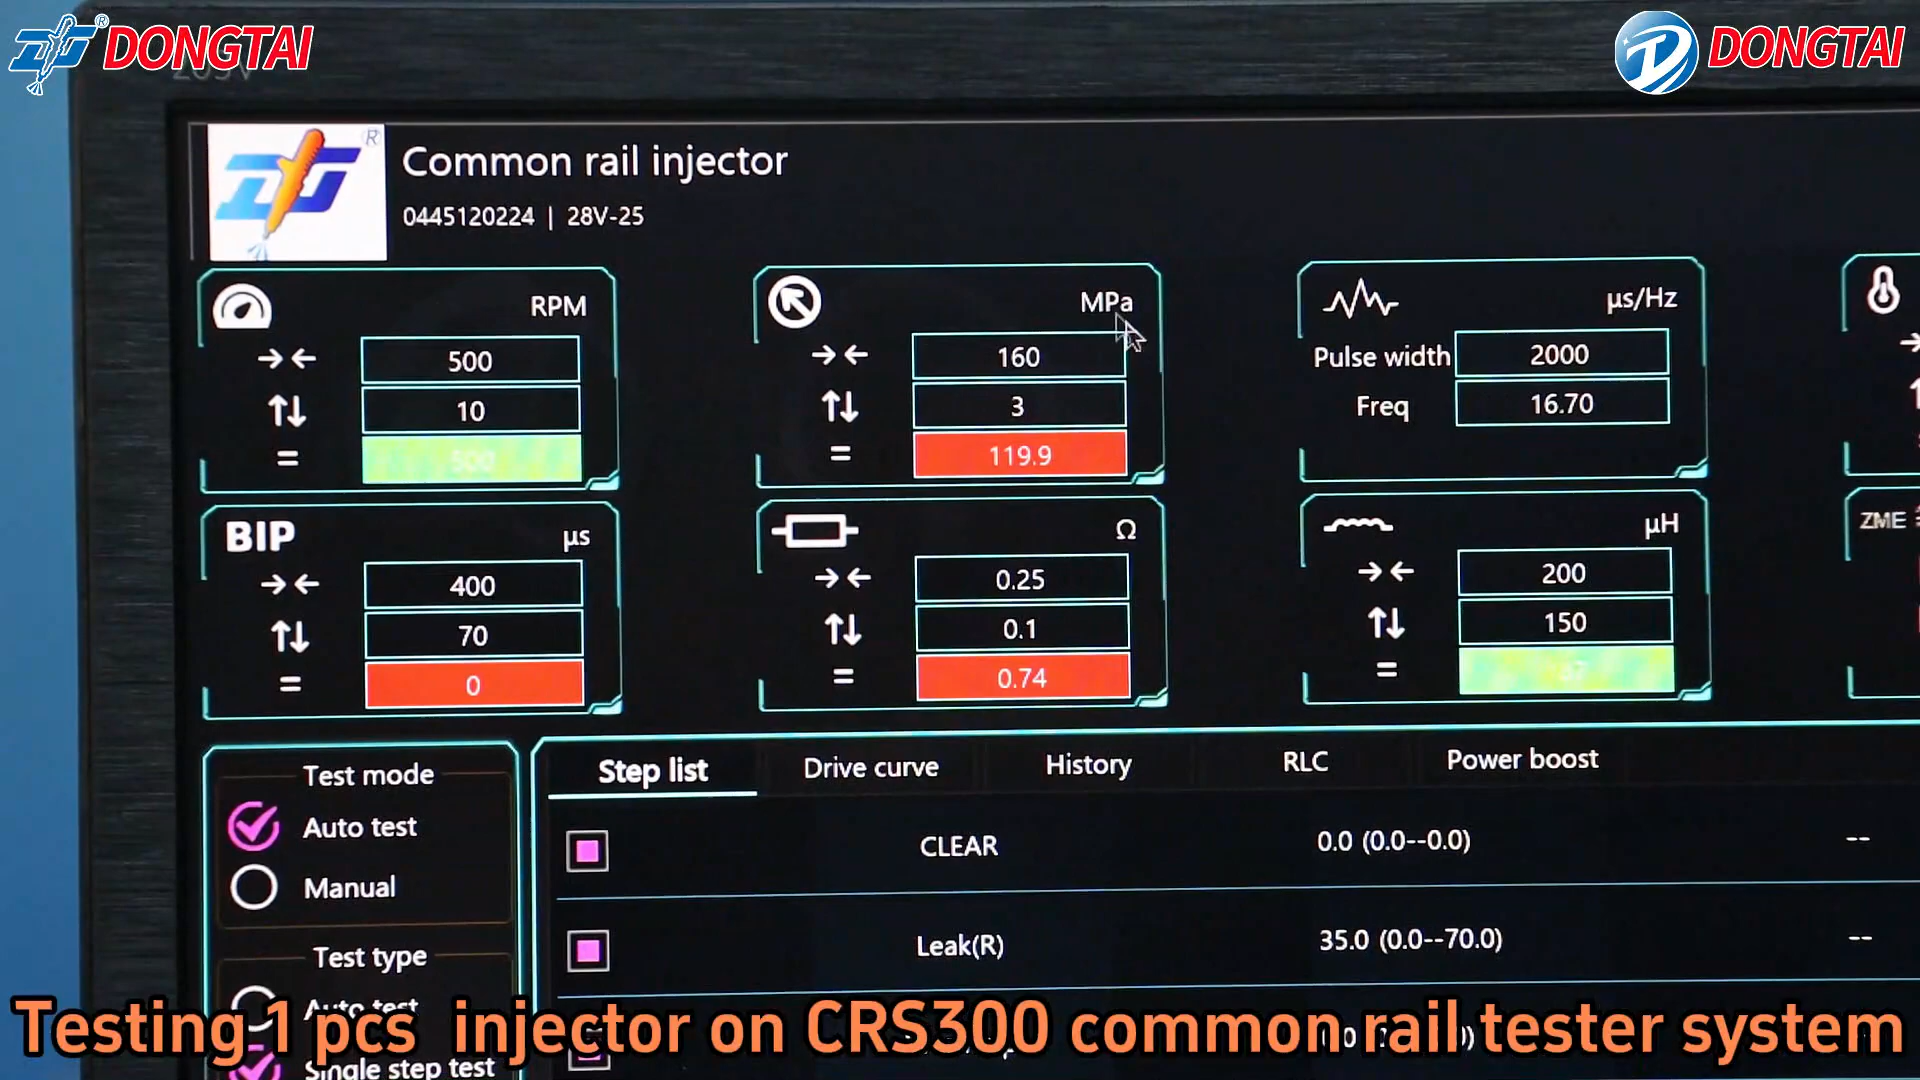 DONGTAI
DONGTAI
Common rail injector
0445120224 | 28V-25
RPM
500
10
500
MPa
160
3
119.9
µs/Hz
Pulse width 2000
Freq 16.70
BIP µs
400
70
0
Ω
0.25
0.1
0.74
µH
200
150
ZME
Test mode
Auto test
Manual
Test type
Auto test
Single step test
Step list Drive curve History RLC Power boost
CLEAR 0.0 (0.0--0.0) --
Leak(R) 35.0 (0.0--70.0) --
Testing 1 pcs injector on CRS300 common rail tester system